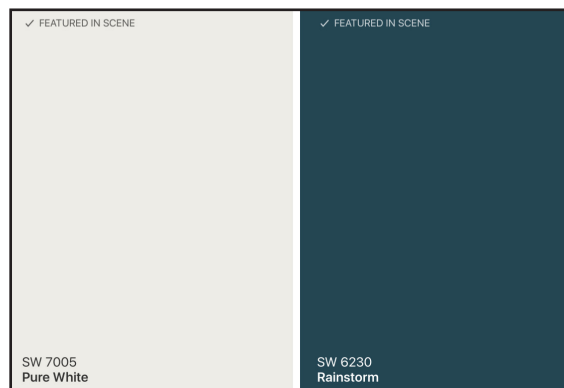 ✓ FEATURED IN SCENE
SW 7005
Pure White
✓ FEATURED IN SCENE
SW 6230
Rainstorm